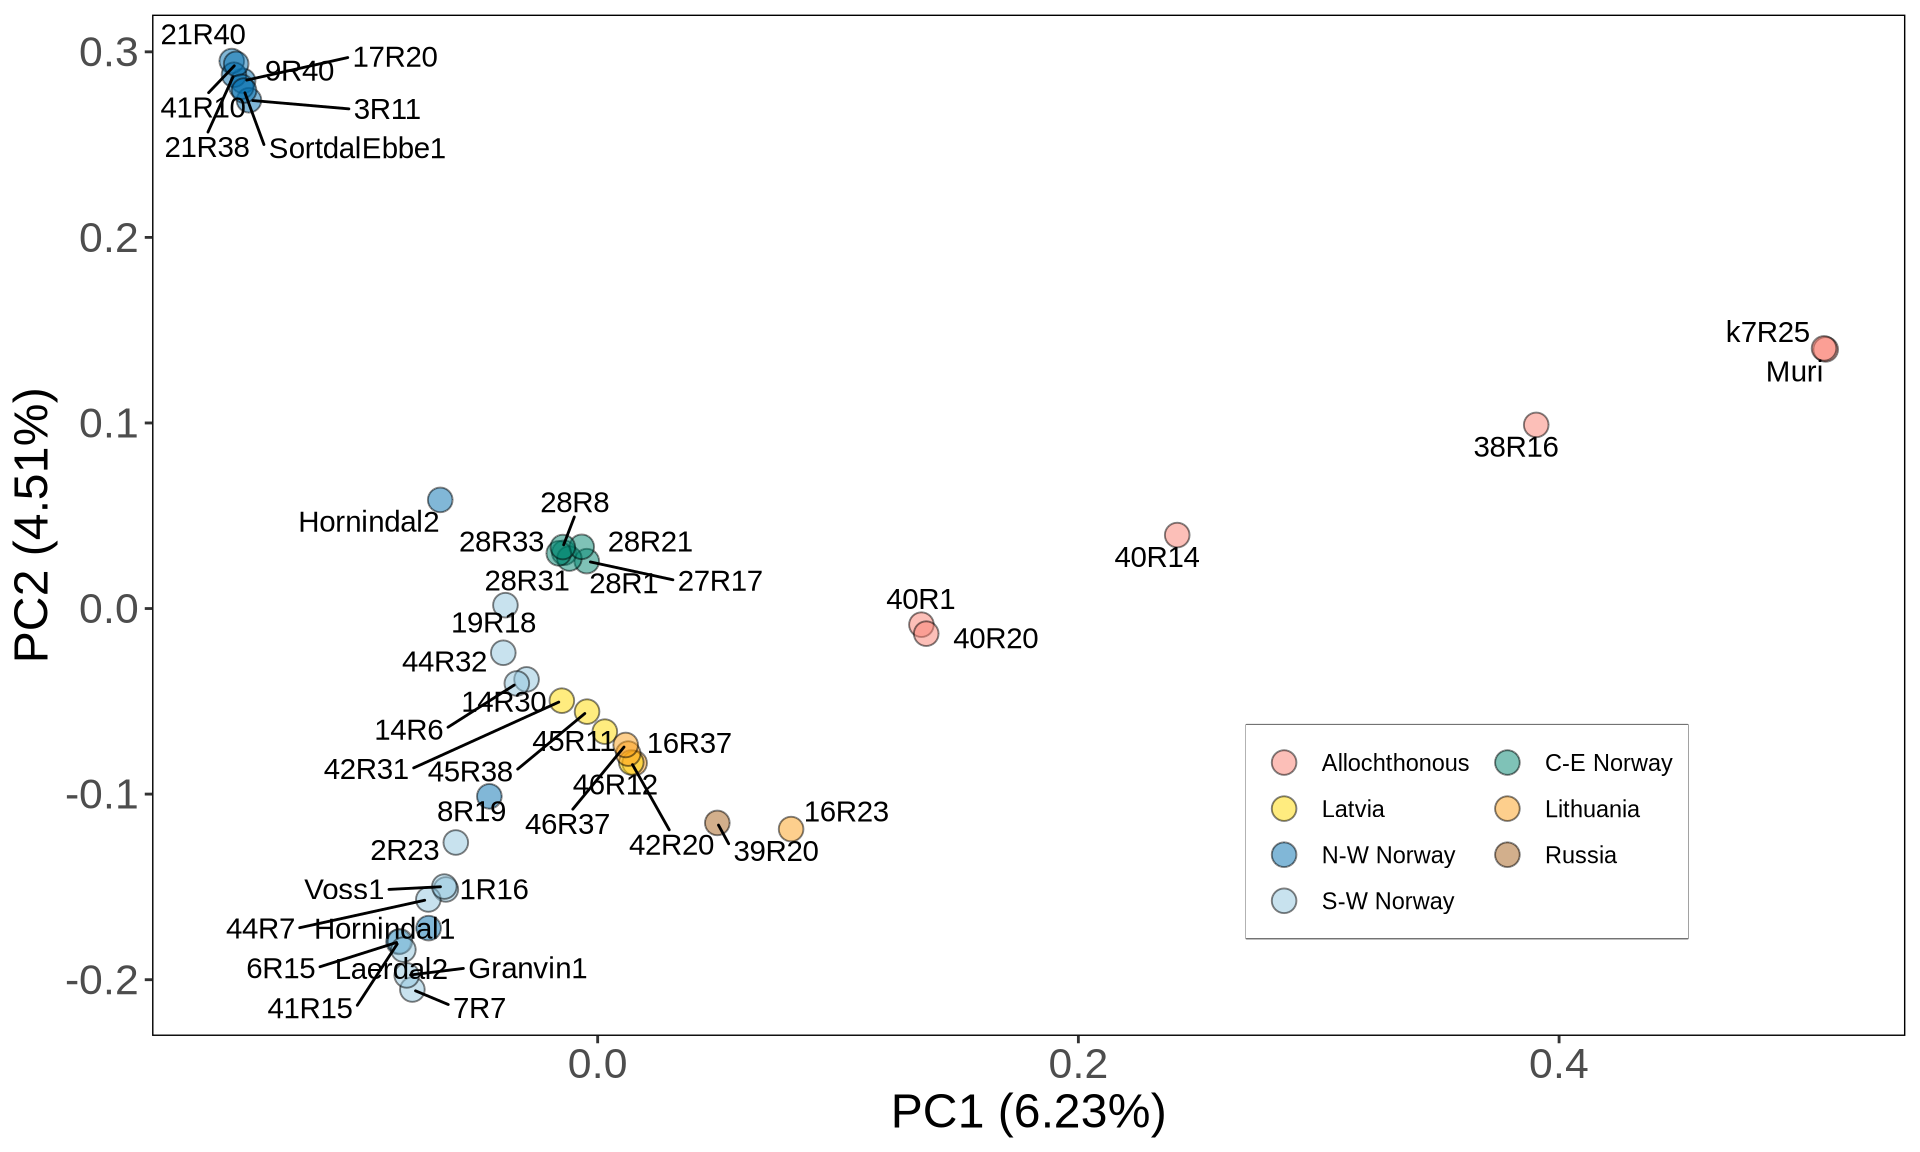 21R40
0.3
9R40
17R20
41R10
3R11
21R38
SortdalEbbe1
0.2
k7R25
Muri
0.1
38R16
Hornindal2
28R8
28R33
28R21
40R14
28R31
28R1
27R17
PC2 (4.51%)
0.0
40R1
19R18
40R20
44R32
14R30
14R6
45R11
16R37
42R31
45R38
46R12
-0.1
8R19
16R23
46R37
42R20
39R20
2R23
Voss1
1R16
44R7
Hornindal1
6R15
Laerdal2
Granvin1
-0.2
41R15
7R7
Allochthonous
C-E Norway
Latvia
Lithuania
N-W Norway
Russia
S-W Norway
0.0
0.2
0.4
PC1 (6.23%)